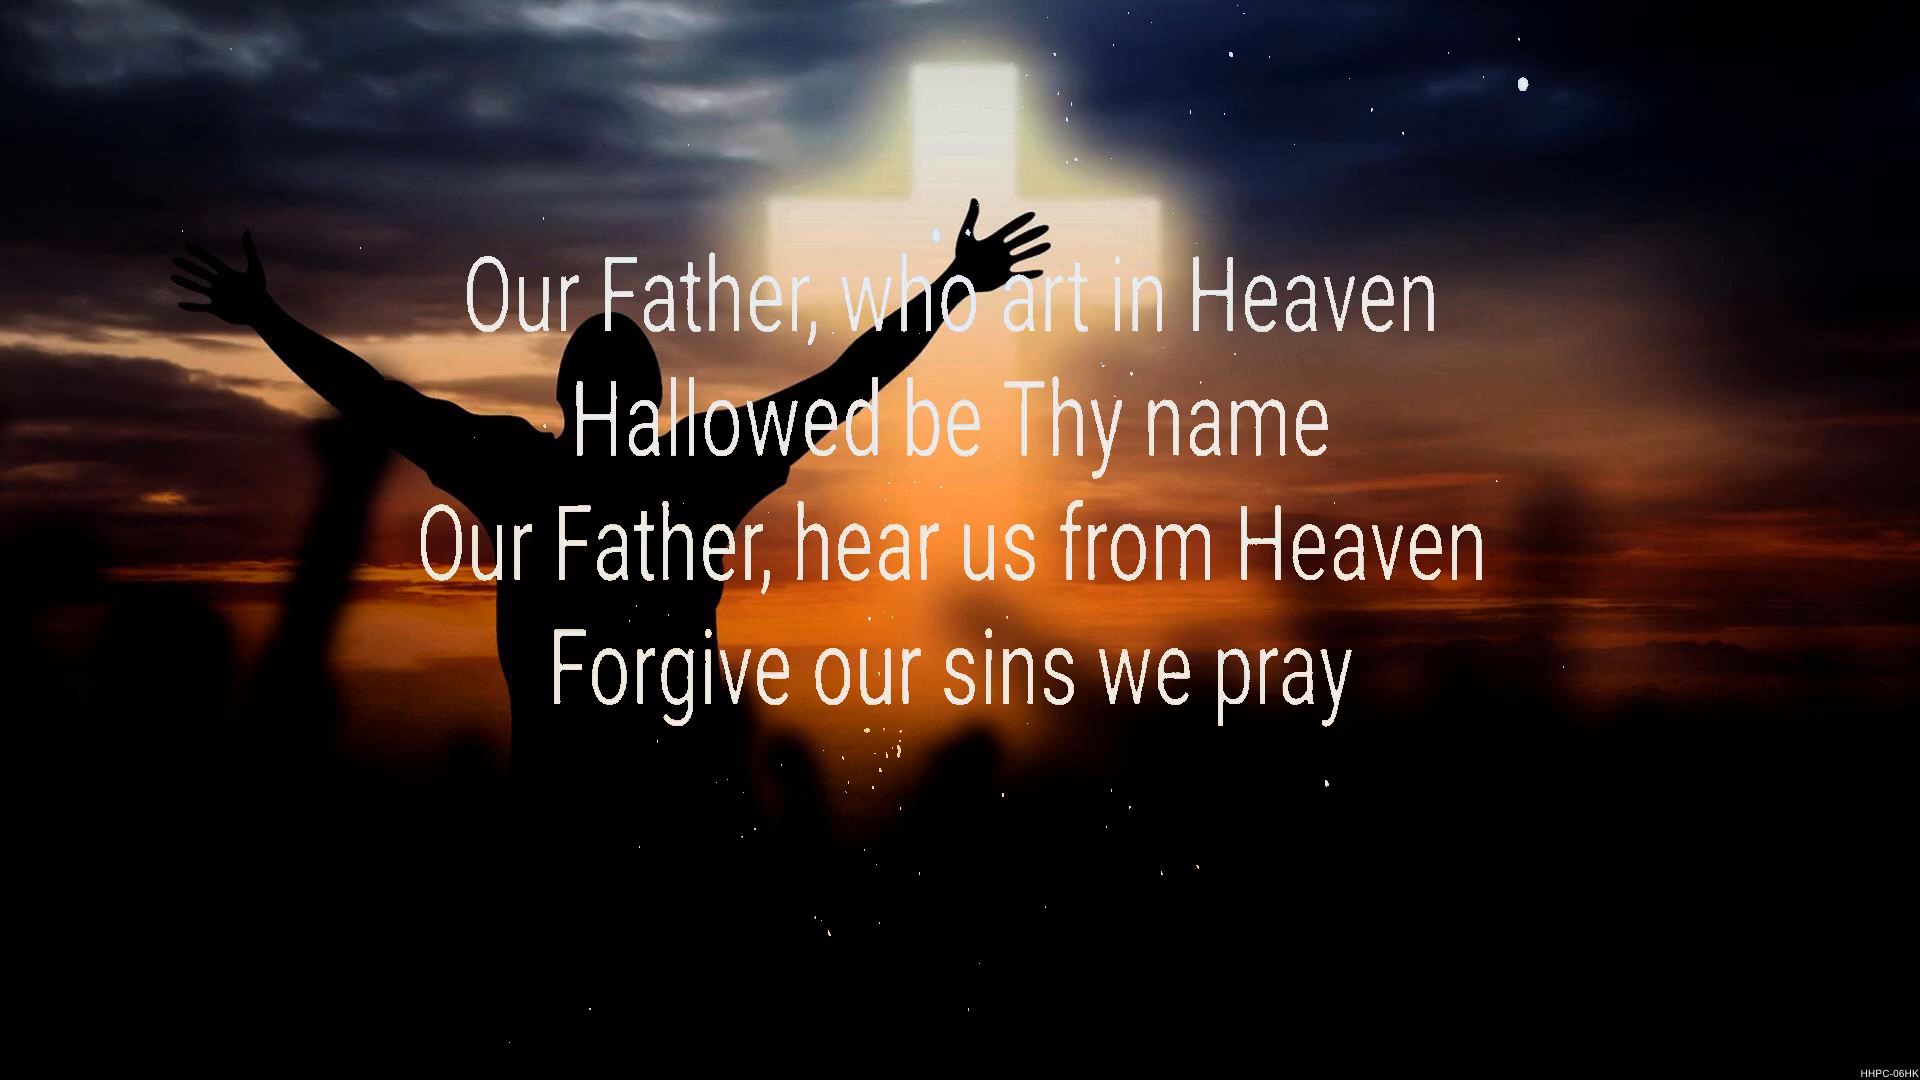 Our Father, who art in Heaven
Hallowed be Thy name
Our Father, hear us from Heaven
Forgive our sins we pray
HHPC-06HK